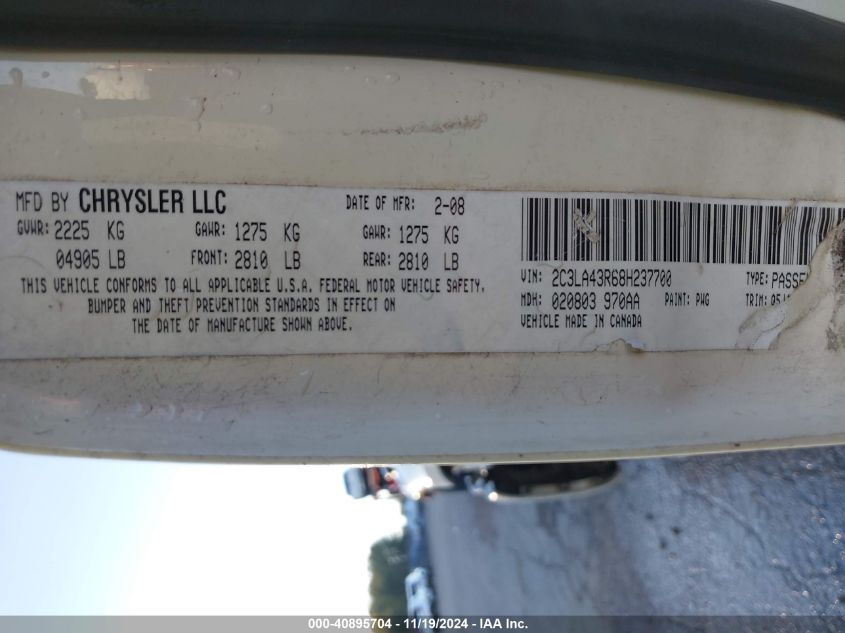 MFD BY CHRYSLER LLC DATE OF MFR: 2-08
GVWR: 2225 KG GAWR: 1275 KG GAWR: 1275 KG
04905 LB FRONT: 2810 LB REAR: 2810 LB
THIS VEHICLE CONFORMS TO ALL APPLICABLE U.S.A. FEDERAL MOTOR VEHICLE SAFETY,
BUMPER AND THEFT PREVENTION STANDARDS IN EFFECT ON
THE DATE OF MANUFACTURE SHOWN ABOVE.
VIN: 2C3LA43R68H237700 TYPE:
MDH: 020803 970AA PAINT: PWG TRIM:
VEHICLE MADE IN CANADA
000-40895704 - 11/19/2024 - IAA Inc.